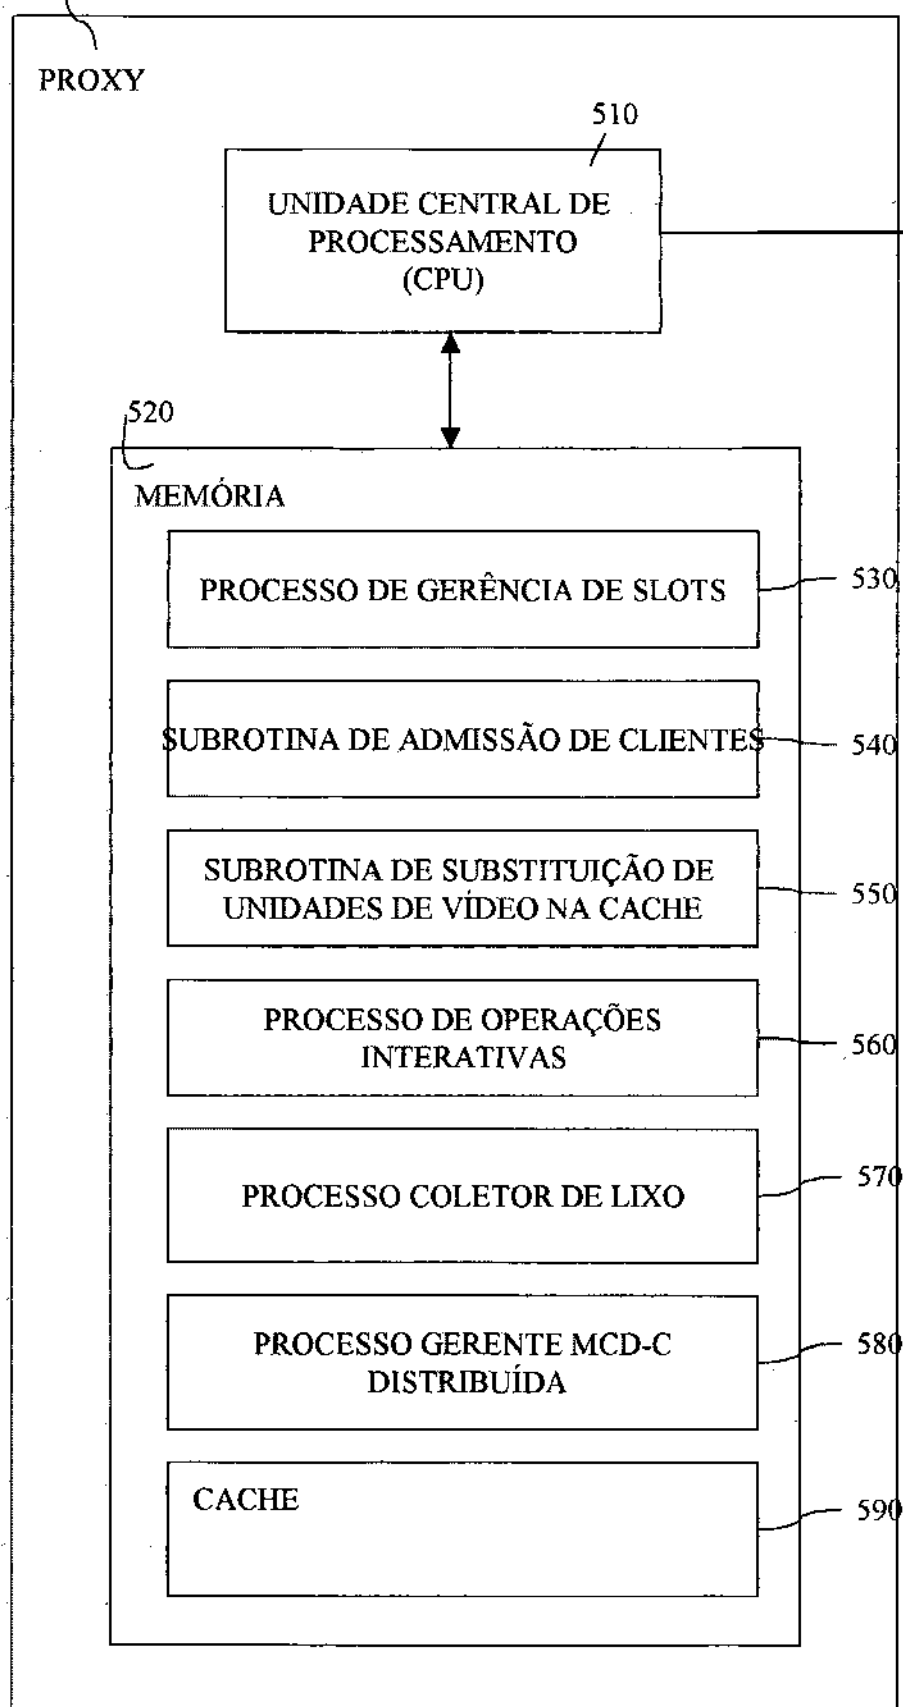 PROXY
510
UNIDADE CENTRAL DE
PROCESSAMENTO
(CPU)
520
MEMÓRIA
PROCESSO DE GERÊNCIA DE SLOTS
530
SUBROTINA DE ADMISSÃO DE CLIENTES
540
SUBROTINA DE SUBSTITUIÇÃO DE
UNIDADES DE VÍDEO NA CACHE
550
PROCESSO DE OPERAÇÕES
INTERATIVAS
560
PROCESSO COLETOR DE LIXO
570
PROCESSO GERENTE MCD-C
DISTRIBUÍDA
580
CACHE
590